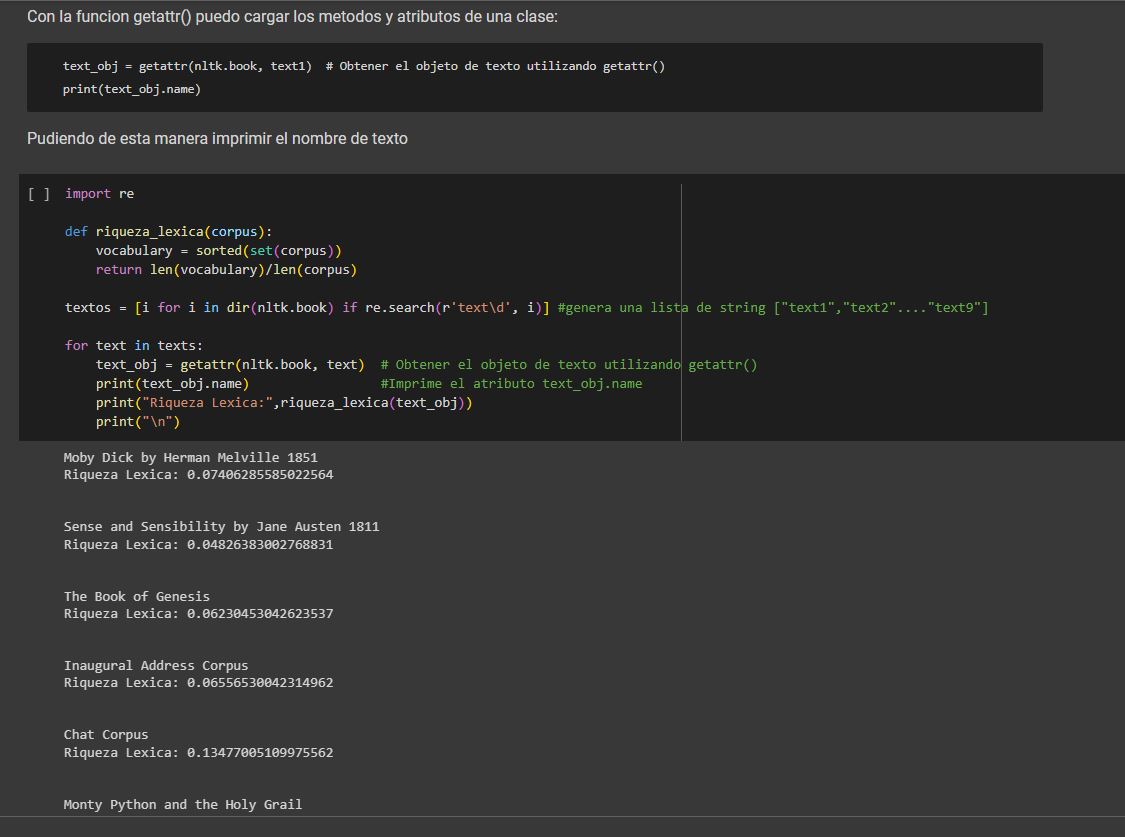 Con la funcion getattr() puedo cargar los metodos y atributos de una clase:
text_obj = getattr(nltk.book, text1)  # Obtener el objeto de texto utilizando getattr()
print(text_obj.name)
Pudiendo de esta manera imprimir el nombre de texto
[ ] import re
def riqueza_lexica(corpus):
    vocabulary = sorted(set(corpus))
    return len(vocabulary)/len(corpus)
textos = [i for i in dir(nltk.book) if re.search(r'text\d', i)] #genera una lista de string ["text1","text2"...."text9"]
for text in texts:
    text_obj = getattr(nltk.book, text)  # Obtener el objeto de texto utilizando getattr()
    print(text_obj.name)                 #Imprime el atributo text_obj.name
    print("Riqueza Lexica:",riqueza_lexica(text_obj))
    print("\n")
Moby Dick by Herman Melville 1851
Riqueza Lexica: 0.07406285585022564
Sense and Sensibility by Jane Austen 1811
Riqueza Lexica: 0.04826383002768831
The Book of Genesis
Riqueza Lexica: 0.06230453042623537
Inaugural Address Corpus
Riqueza Lexica: 0.06556530042314962
Chat Corpus
Riqueza Lexica: 0.13477005109975562
Monty Python and the Holy Grail